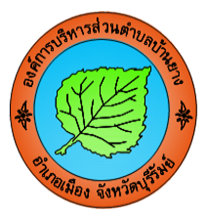 องค์การบริหารส่วนตำบลบ้านยาง
อำเภอเมือง จังหวัดบุรีรัมย์